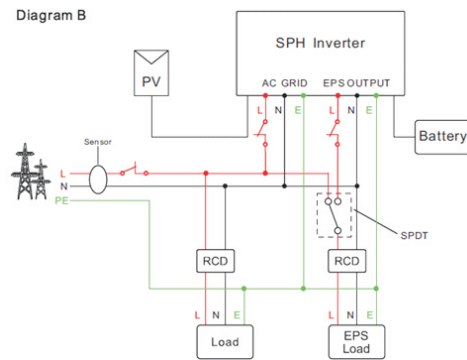 Diagram B
SPH Inverter
PV
AC GRID EPS OUTPUT
L N E L N E
Battery
Sensor
L
N
PE
SPDT
RCD RCD
L N E L N E
Load EPS
Load